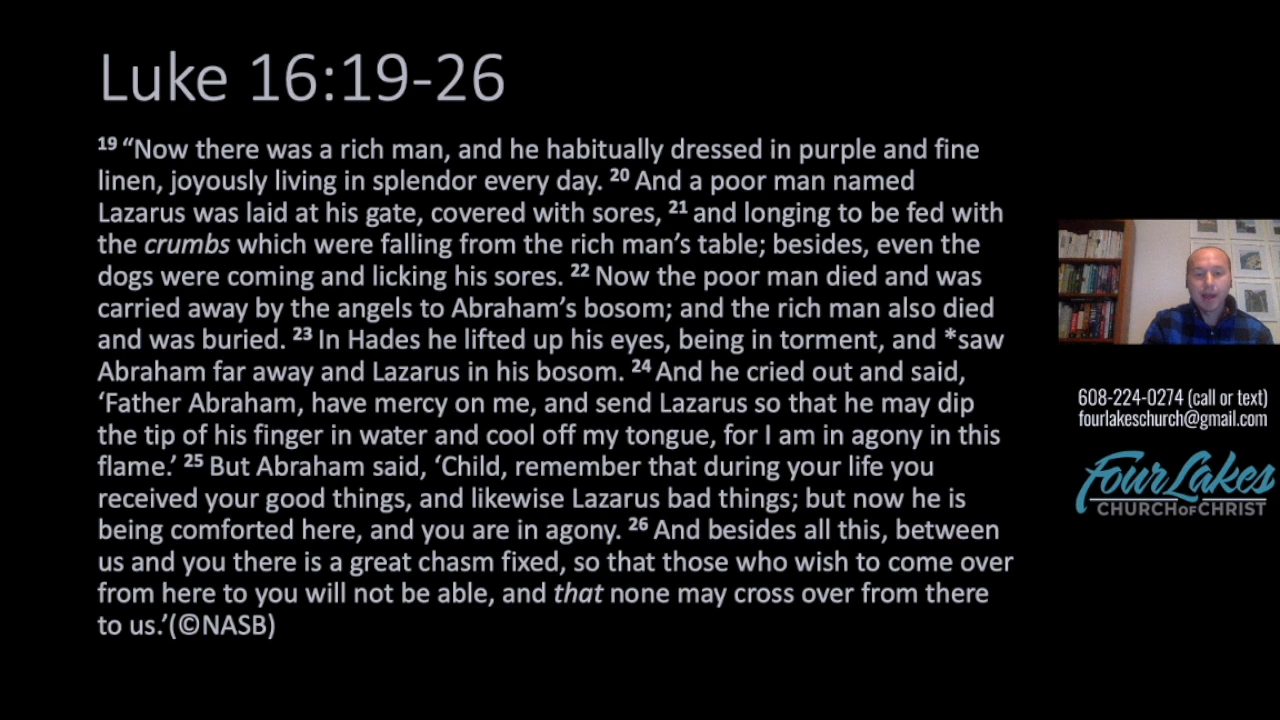 Luke 16:19-26
19 “Now there was a rich man, and he habitually dressed in purple and fine
linen, joyously living in splendor every day. 20 And a poor man named
Lazarus was laid at his gate, covered with sores, 21 and longing to be fed with
the crumbs which were falling from the rich man’s table; besides, even the
dogs were coming and licking his sores. 22 Now the poor man died and was
carried away by the angels to Abraham’s bosom; and the rich man also died
and was buried. 23 In Hades he lifted up his eyes, being in torment, and *saw
Abraham far away and Lazarus in his bosom. 24 And he cried out and said,
‘Father Abraham, have mercy on me, and send Lazarus so that he may dip
the tip of his finger in water and cool off my tongue, for I am in agony in this
flame.’ 25 But Abraham said, ‘Child, remember that during your life you
received your good things, and likewise Lazarus bad things; but now he is
being comforted here, and you are in agony. 26 And besides all this, between
us and you there is a great chasm fixed, so that those who wish to come over
from here to you will not be able, and that none may cross over from there
to us.’(©NASB)
608-224-0274 (call or text)
fourlakeschurch@gmail.com
Four Lakes
CHURCH OF CHRIST